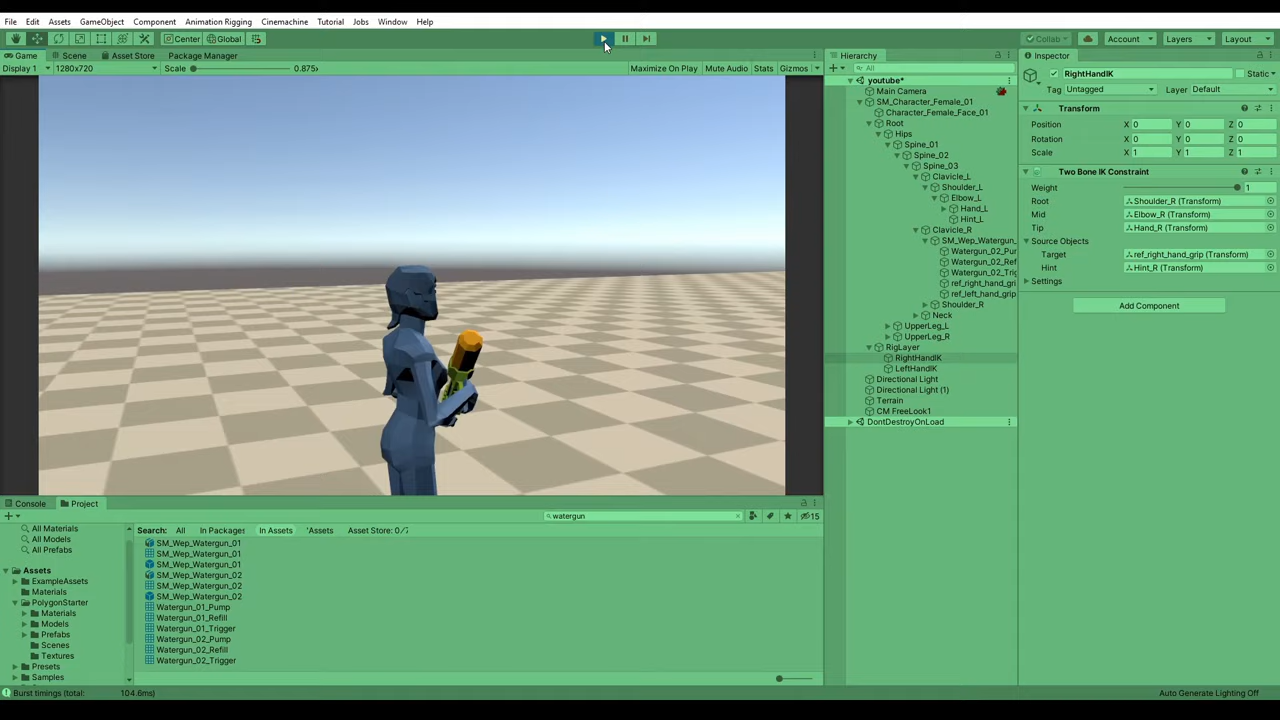 File Edit Assets GameObject Component Animation Rigging Cinemachine Tutorial Jobs Window Help
Center Global Collab Account Layers Layout
Game Scene Asset Store Package Manager
Display 1 1280x720 Scale 0.875x Maximize On Play Mute Audio Stats Gizmos
Hierarchy
All
youtube*
Main Camera
SM_Character_Female_01
Character_Female_Face_01
Root
Hips
Spine_01
Spine_02
Spine_03
Clavicle_L
Shoulder_L
Elbow_L
Hand_L
Hint_L
Clavicle_R
SM_Wep_Watergun_
Watergun_02_Pu
Watergun_02_Ref
Watergun_02_Trig
ref_right_hand_gri
ref_left_hand_grip
Shoulder_R
Neck
UpperLeg_L
UpperLeg_R
RigLayer
RightHandIK
LeftHandIK
Directional Light
Directional Light (1)
Terrain
CM FreeLook1
DontDestroyOnLoad
Inspector
RightHandIK Static
Tag Untagged Layer Default
Transform
Position X 0 Y 0 Z 0
Rotation X 0 Y 0 Z 0
Scale X 1 Y 1 Z 1
Two Bone IK Constraint
Weight 1
Root Shoulder_R (Transform)
Mid Elbow_R (Transform)
Tip Hand_R (Transform)
Source Objects
Target ref_right_hand_grip (Transform)
Hint Hint_R (Transform)
Settings
Add Component
Console Project
watergun 15
All Materials
All Models
All Prefabs
Assets
ExampleAssets
Materials
PolygonStarter
Materials
Models
Prefabs
Scenes
Textures
Presets
Samples
Search: All In Packages In Assets 'Assets Asset Store: 0/
SM_Wep_Watergun_01
SM_Wep_Watergun_01
SM_Wep_Watergun_01
SM_Wep_Watergun_02
SM_Wep_Watergun_02
SM_Wep_Watergun_02
Watergun_01_Pump
Watergun_01_Refill
Watergun_01_Trigger
Watergun_02_Pump
Watergun_02_Refill
Watergun_02_Trigger
Burst timings (total: 104.6ms) Auto Generate Lighting Off